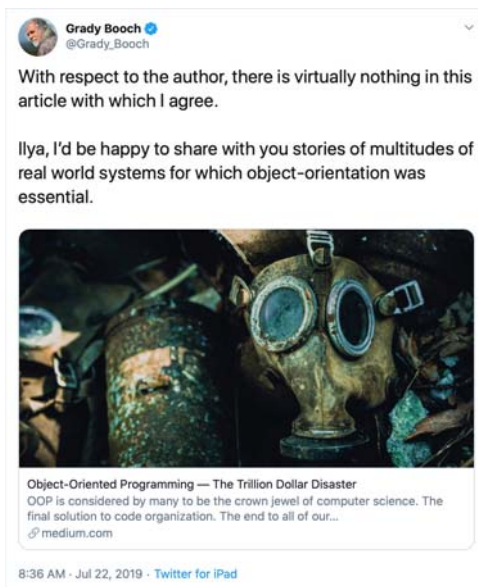 Grady Booch
@Grady_Booch
With respect to the author, there is virtually nothing in this
article with which I agree.
Ilya, I'd be happy to share with you stories of multitudes of
real world systems for which object-orientation was
essential.
Object-Oriented Programming — The Trillion Dollar Disaster
OOP is considered by many to be the crown jewel of computer science. The
final solution to code organization. The end to all of our...
medium.com
8:36 AM · Jul 22, 2019 · Twitter for iPad